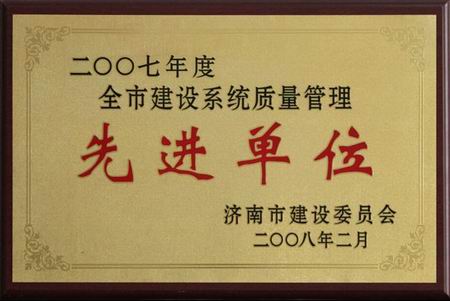 二〇〇七年度
全市建设系统质量管理
先进单位
济南市建设委员会
二〇〇八年二月